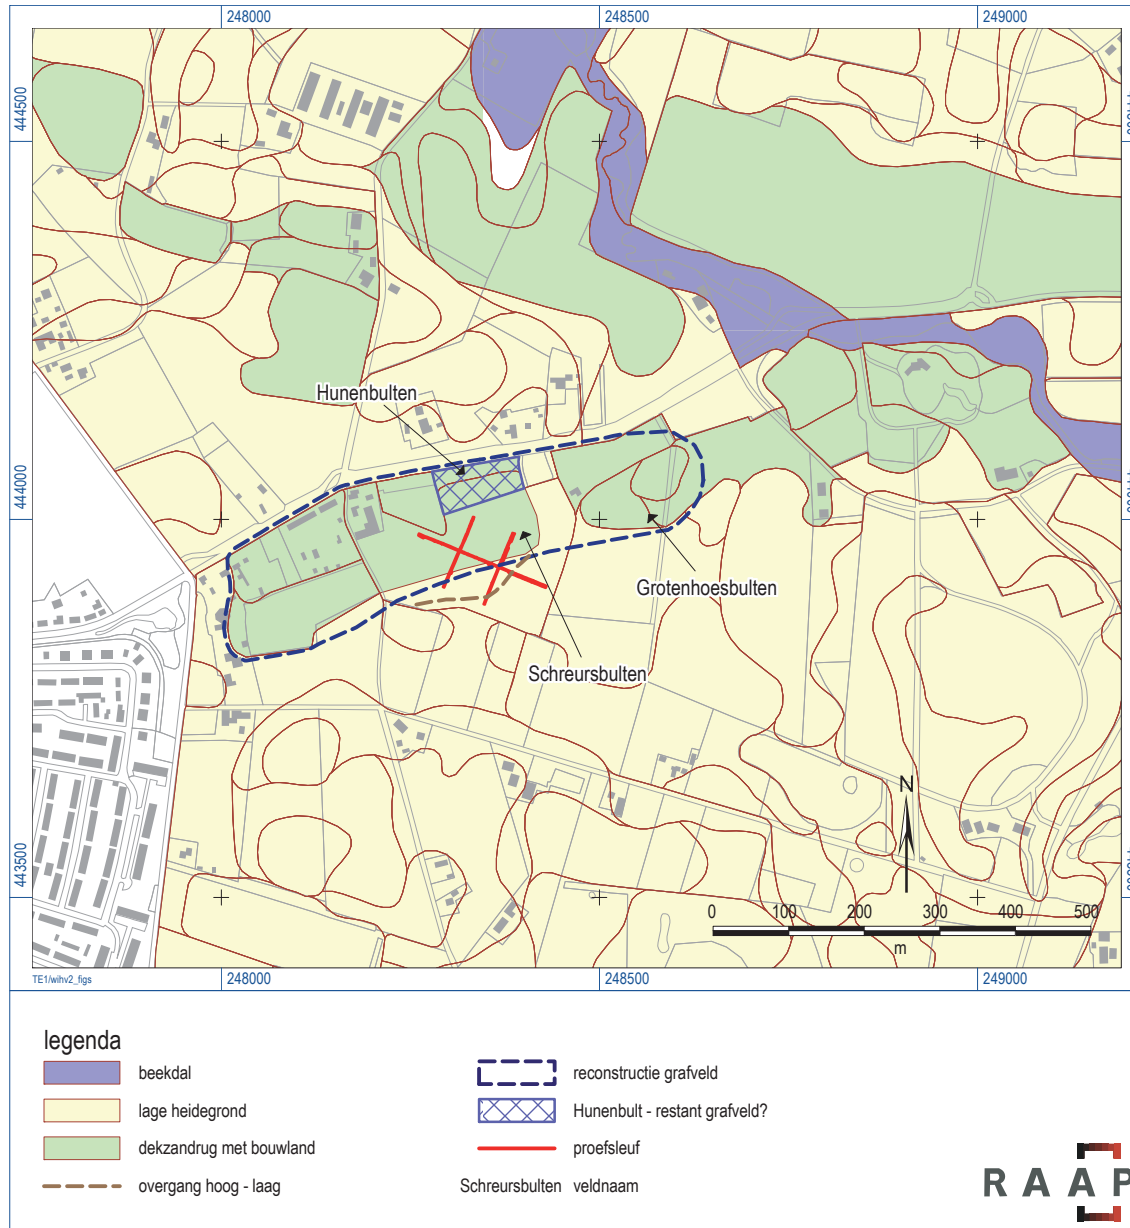 248000
248500
249000
444500
444000
443500
Hunenbulten
Grotenhoesbulten
Schreursbulten
N
0 100 200 300 400 500
m
TE1/wihv2_figs
248000
248500
249000
legenda
beekdal
lage heidegrond
dekzandrug met bouwland
overgang hoog - laag
reconstructie grafveld
Hunenbult - restant grafveld?
proefsleuf
Schreursbulten veldnaam
RAAP